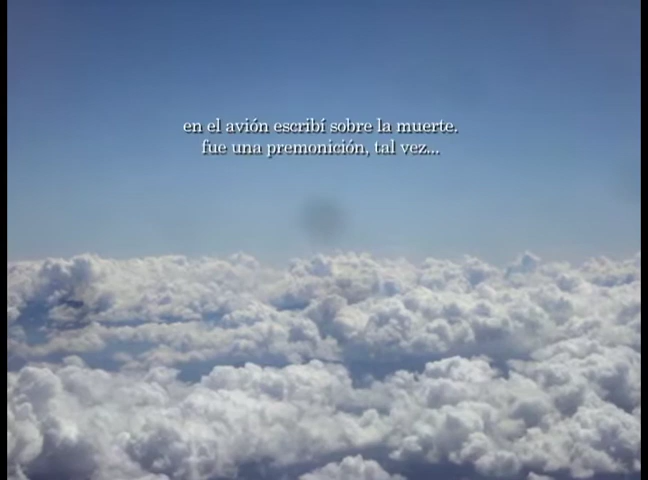 en el avión escribí sobre la muerte.
fue una premonición, tal vez...